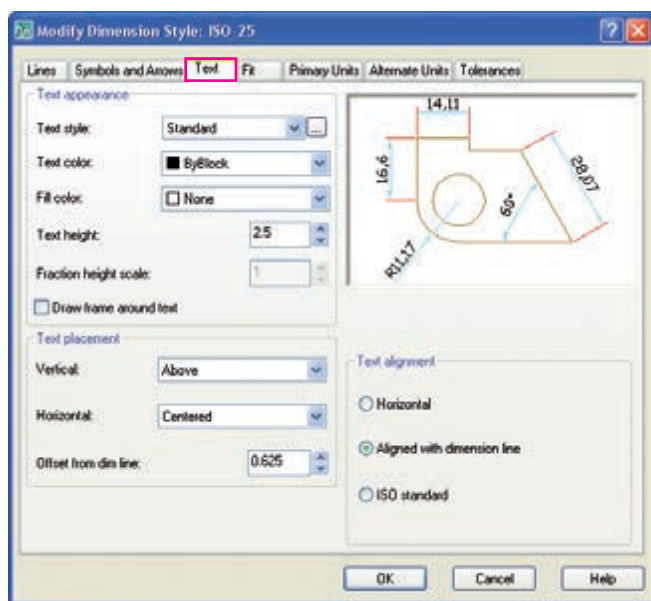 Modify Dimension Style: ISO-25
Lines Symbols and Arrows Text Fit Primary Units Alternate Units Tolerances
Text appearance
Text style: Standard ...
Text color: ByBlock
Fill color: None
Text height: 2.5
Fraction height scale: 1
Draw frame around text
14,11
16,6
28,07
60°
R11,17
Text placement
Vertical: Above
Horizontal: Centered
Offset from dim line: 0.625
Text alignment
Horizontal
Aligned with dimension line
ISO standard
OK Cancel Help